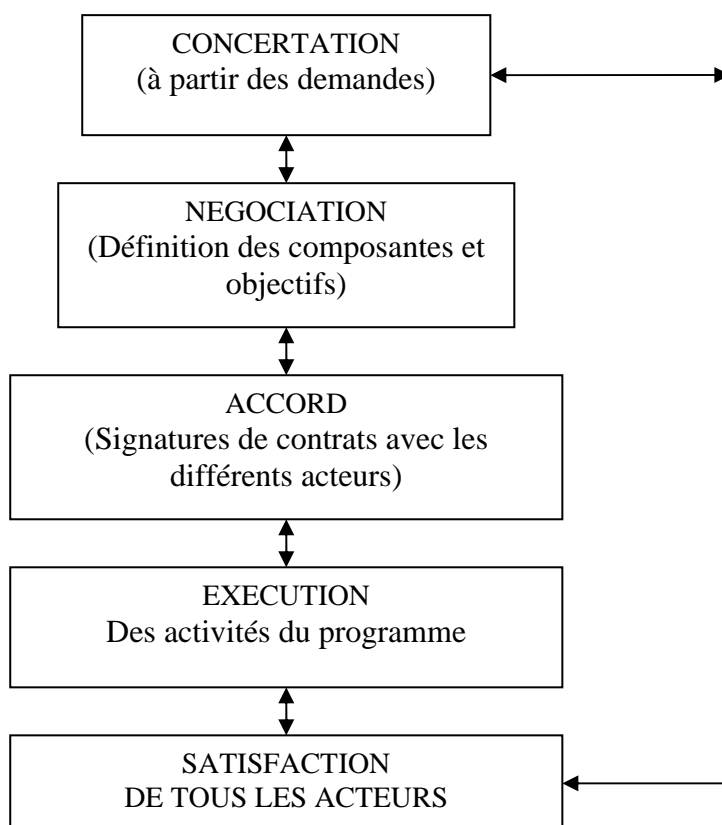 CONCERTATION
(à partir des demandes)
NEGOCIATION
(Définition des composantes et
objectifs)
ACCORD
(Signatures de contrats avec les
différents acteurs)
EXECUTION
Des activités du programme
SATISFACTION
DE TOUS LES ACTEURS